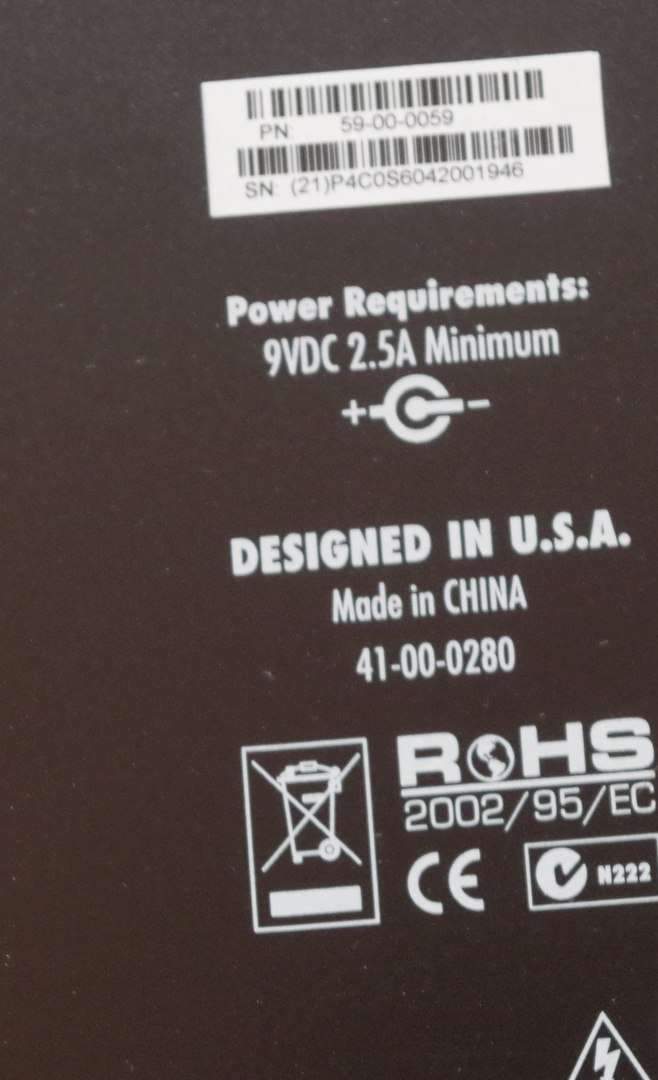 PN 59-00-0059
SN: (21)P4C0S6042001946
Power Requirements:
9VDC 2.5A Minimum
+ -
DESIGNED IN U.S.A.
Made in CHINA
41-00-0280
ROHS
2002/95/EC
CE
N222